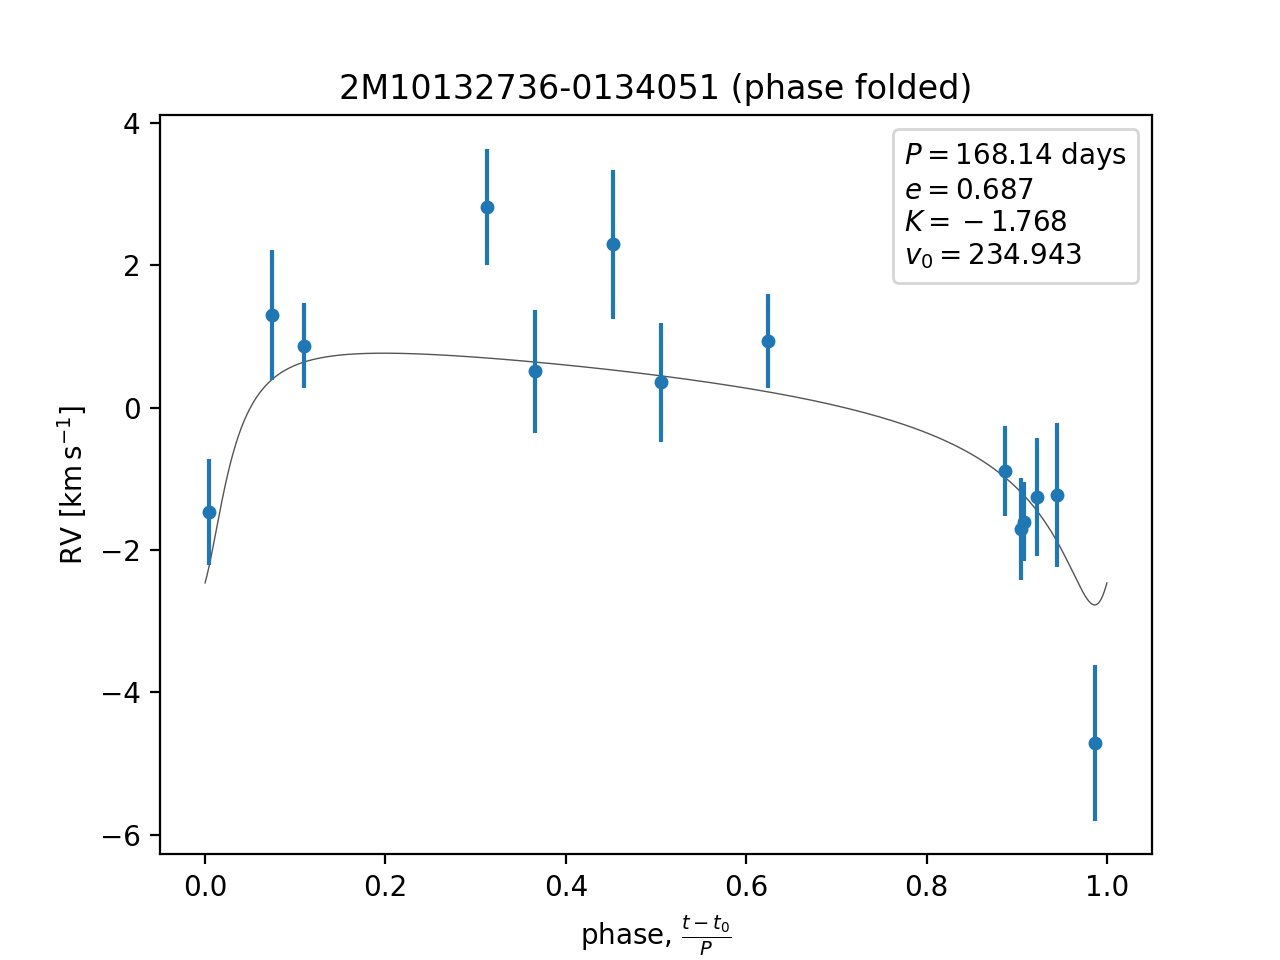 2M10132736-0134051 (phase folded)
P = 168.14 days
e = 0.687
K = −1.768
v₀ = 234.943
RV [km s⁻¹]
4
2
0
−2
−4
−6
0.0 0.2 0.4 0.6 0.8 1.0
phase, (t − t₀)/P